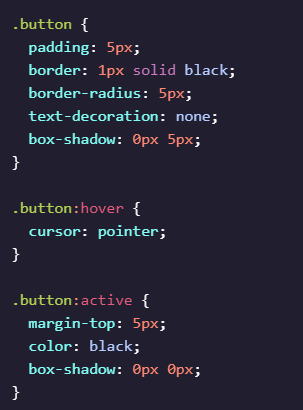 .button {
  padding: 5px;
  border: 1px solid black;
  border-radius: 5px;
  text-decoration: none;
  box-shadow: 0px 5px;
}

.button:hover {
  cursor: pointer;
}

.button:active {
  margin-top: 5px;
  color: black;
  box-shadow: 0px 0px;
}